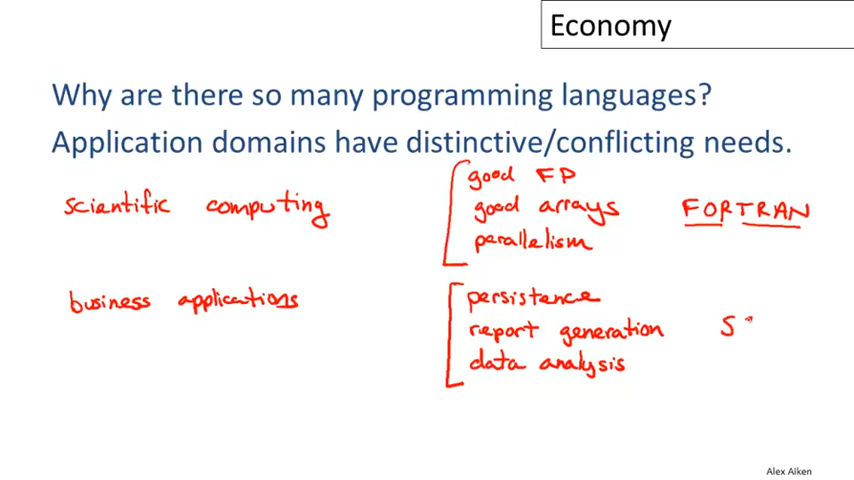 Economy
Why are there so many programming languages?
Application domains have distinctive/conflicting needs.
scientific computing
good FP
good arrays
parallelism
FORTRAN
business applications
persistence
report generation
data analysis
S
Alex Aiken